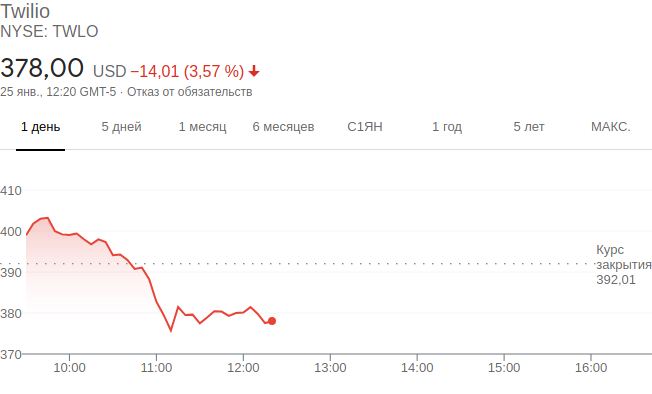 Twilio
NYSE: TWLO
378,00 USD −14,01 (3,57 %)
25 янв., 12:20 GMT-5 · Отказ от обязательств
1 день 5 дней 1 месяц 6 месяцев С1ЯН 1 год 5 лет МАКС.
410
400
Курс
закрытия
392,01
390
380
370
10:00 11:00 12:00 13:00 14:00 15:00 16:00